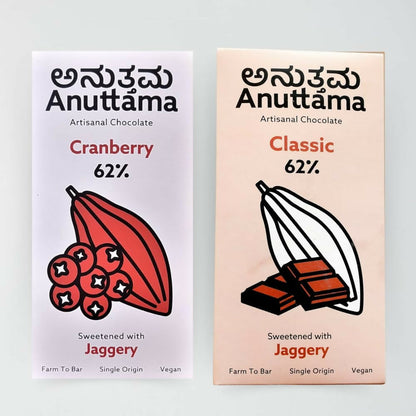 ಅನುತ್ತಮ
Anuttama
Artisanal Chocolate
Cranberry
62%
Sweetened with
Jaggery
Farm To Bar Single Origin Vegan
ಅನುತ್ತಮ
Anuttama
Artisanal Chocolate
Classic
62%
Sweetened with
Jaggery
Farm To Bar Single Origin Vegan